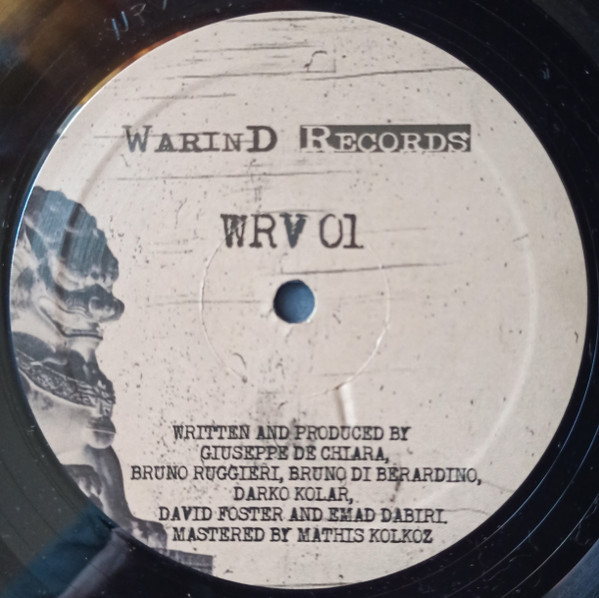 WARIN-D RECORDS
WRV 01
WRITTEN AND PRODUCED BY
GIUSEPPE DE CHIARA,
BRUNO RUGGIERI, BRUNO DI BERARDINO,
DARKO KOLAR,
DAVID FOSTER AND EMAD DABIRI.
MASTERED BY MATHIS KOLKOZ